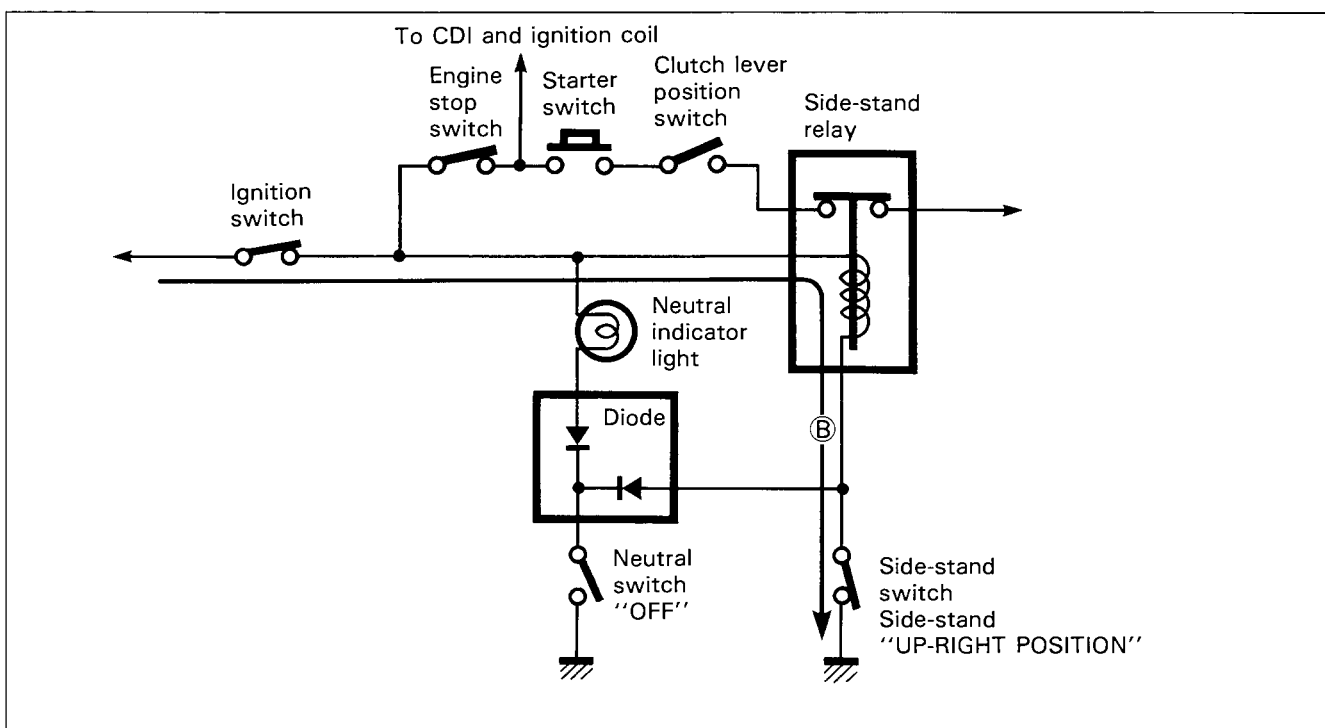 To CDI and ignition coil
Engine
stop
switch
Starter
switch
Clutch lever
position
switch
Side-stand
relay
Ignition
switch
Neutral
indicator
light
Diode
B
Neutral
switch
''OFF''
Side-stand
switch
Side-stand
''UP-RIGHT POSITION''